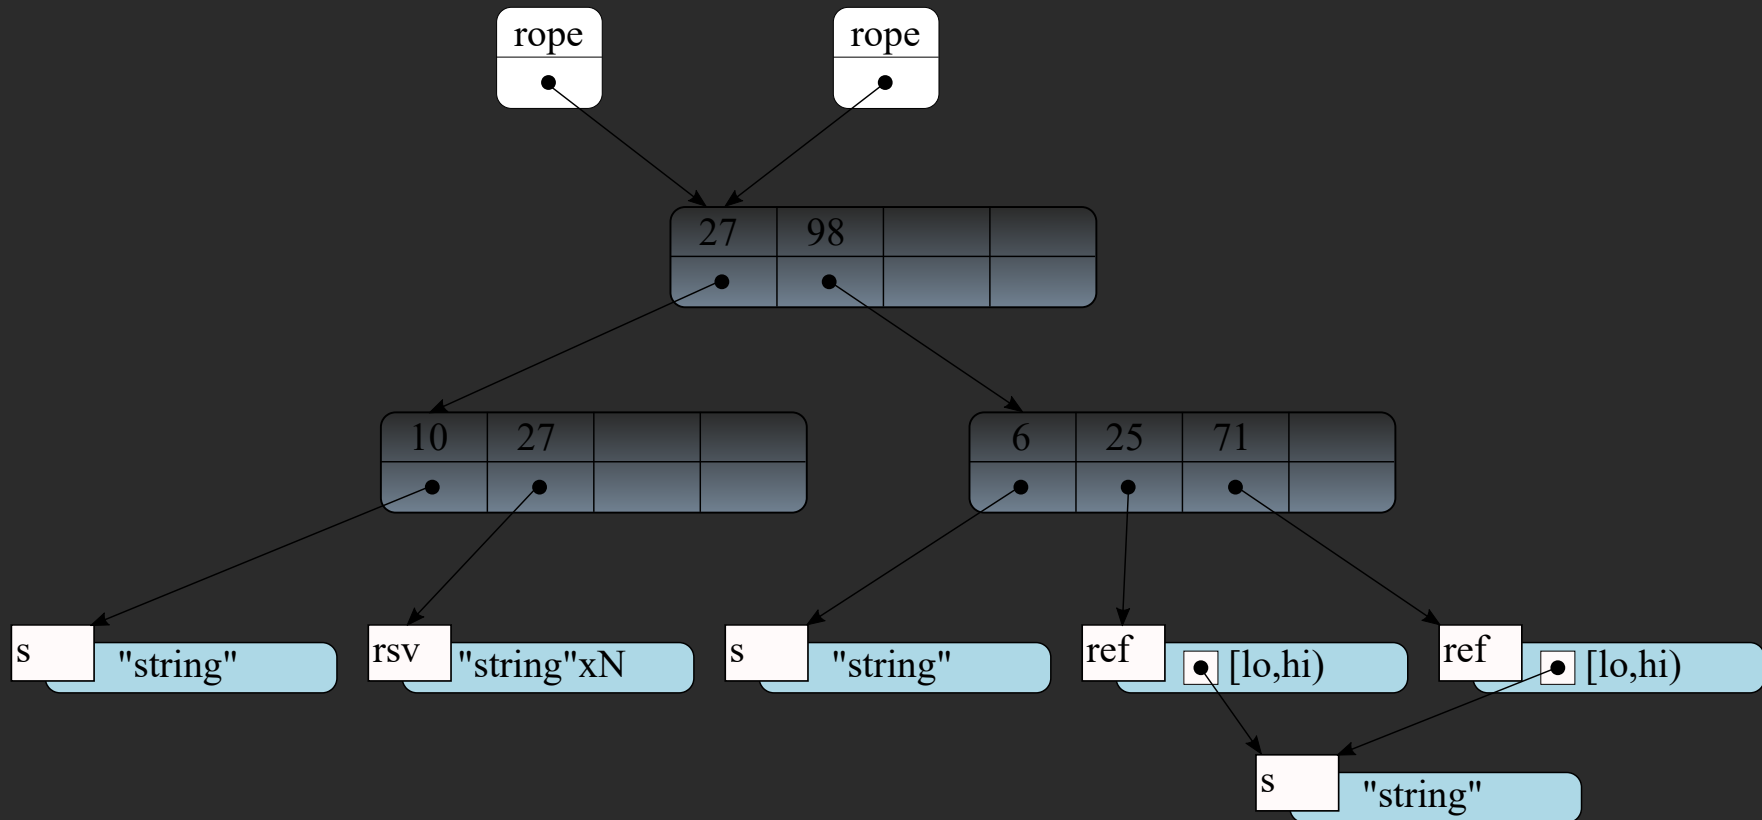 rope
rope
27 98
10 27
6 25 71
s "string"
rsv "string"xN
s "string"
ref [lo,hi)
ref [lo,hi)
s "string"